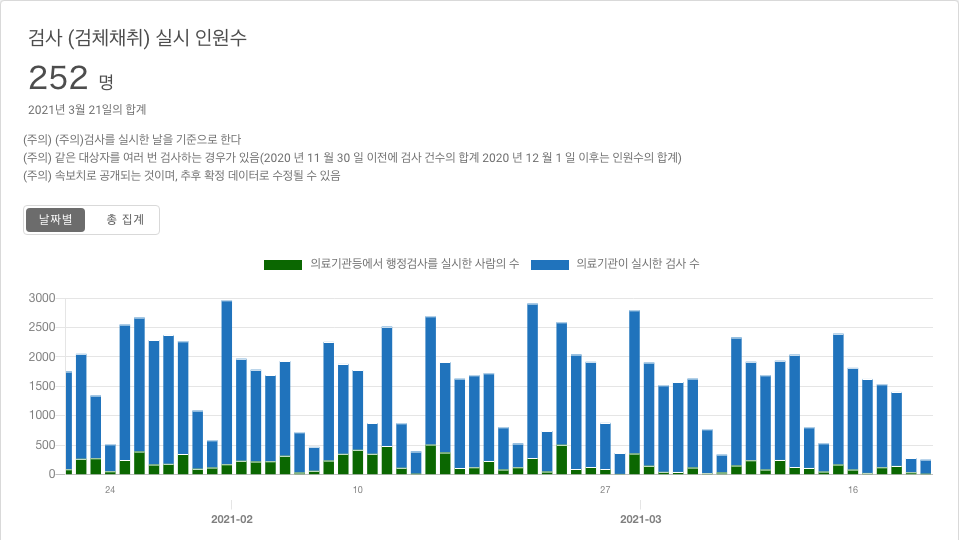 검사 (검체채취) 실시 인원수
252 명
2021년 3월 21일의 합계
(주의) (주의)검사를 실시한 날을 기준으로 한다
(주의) 같은 대상자를 여러 번 검사하는 경우가 있음(2020 년 11 월 30 일 이전에 검사 건수의 합계 2020 년 12 월 1 일 이후는 인원수의 합계)
(주의) 속보치로 공개되는 것이며, 추후 확정 데이터로 수정될 수 있음
날짜별 총 집계
의료기관등에서 행정검사를 실시한 사람의 수 의료기관이 실시한 검사 수
3000
2500
2000
1500
1000
500
0
24 10 27 16
2021-02 2021-03